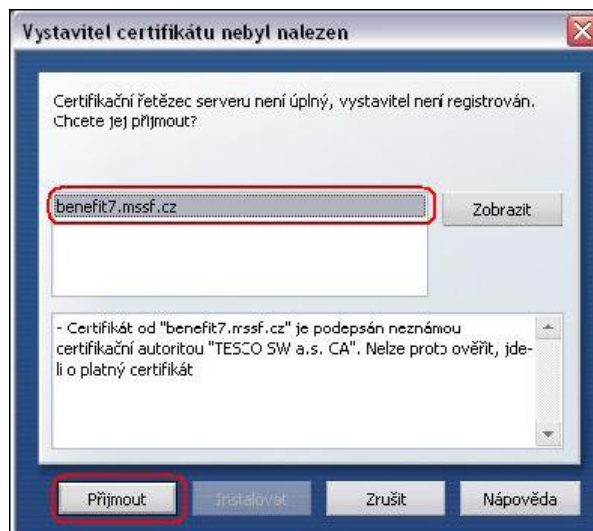 Vystavitel certifikátu nebyl nalezen
Certifikační řetězec serveru není úplný, vystavitel není registrován.
Chcete jej přijmout?
benefit7.mssf.cz
Zobrazit
- Certifikát od "benefit7.mssf.cz" je podepsán neznámou
certifikační autoritou "TESCO SW a.s. CA". Nelze proto ověřit, jde-
li o platný certifikát
Přijmout
Instalovat
Zrušit
Nápověda